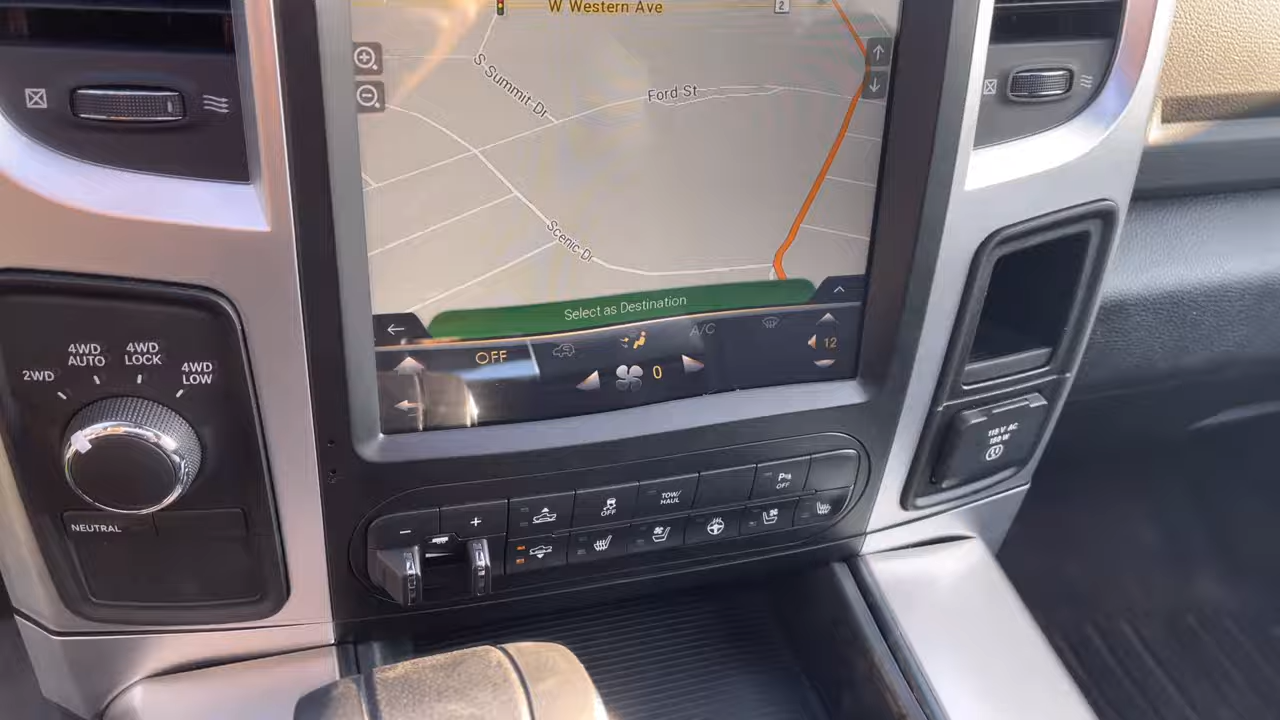 W Western Ave
2
S Summit Dr
Ford St
Scenic Dr
Select as Destination
OFF
A/C
0
12
2WD
4WD AUTO
4WD LOCK
4WD LOW
NEUTRAL
−
+
OFF
TOW/
HAUL
P
OFF
115 V AC
150 W